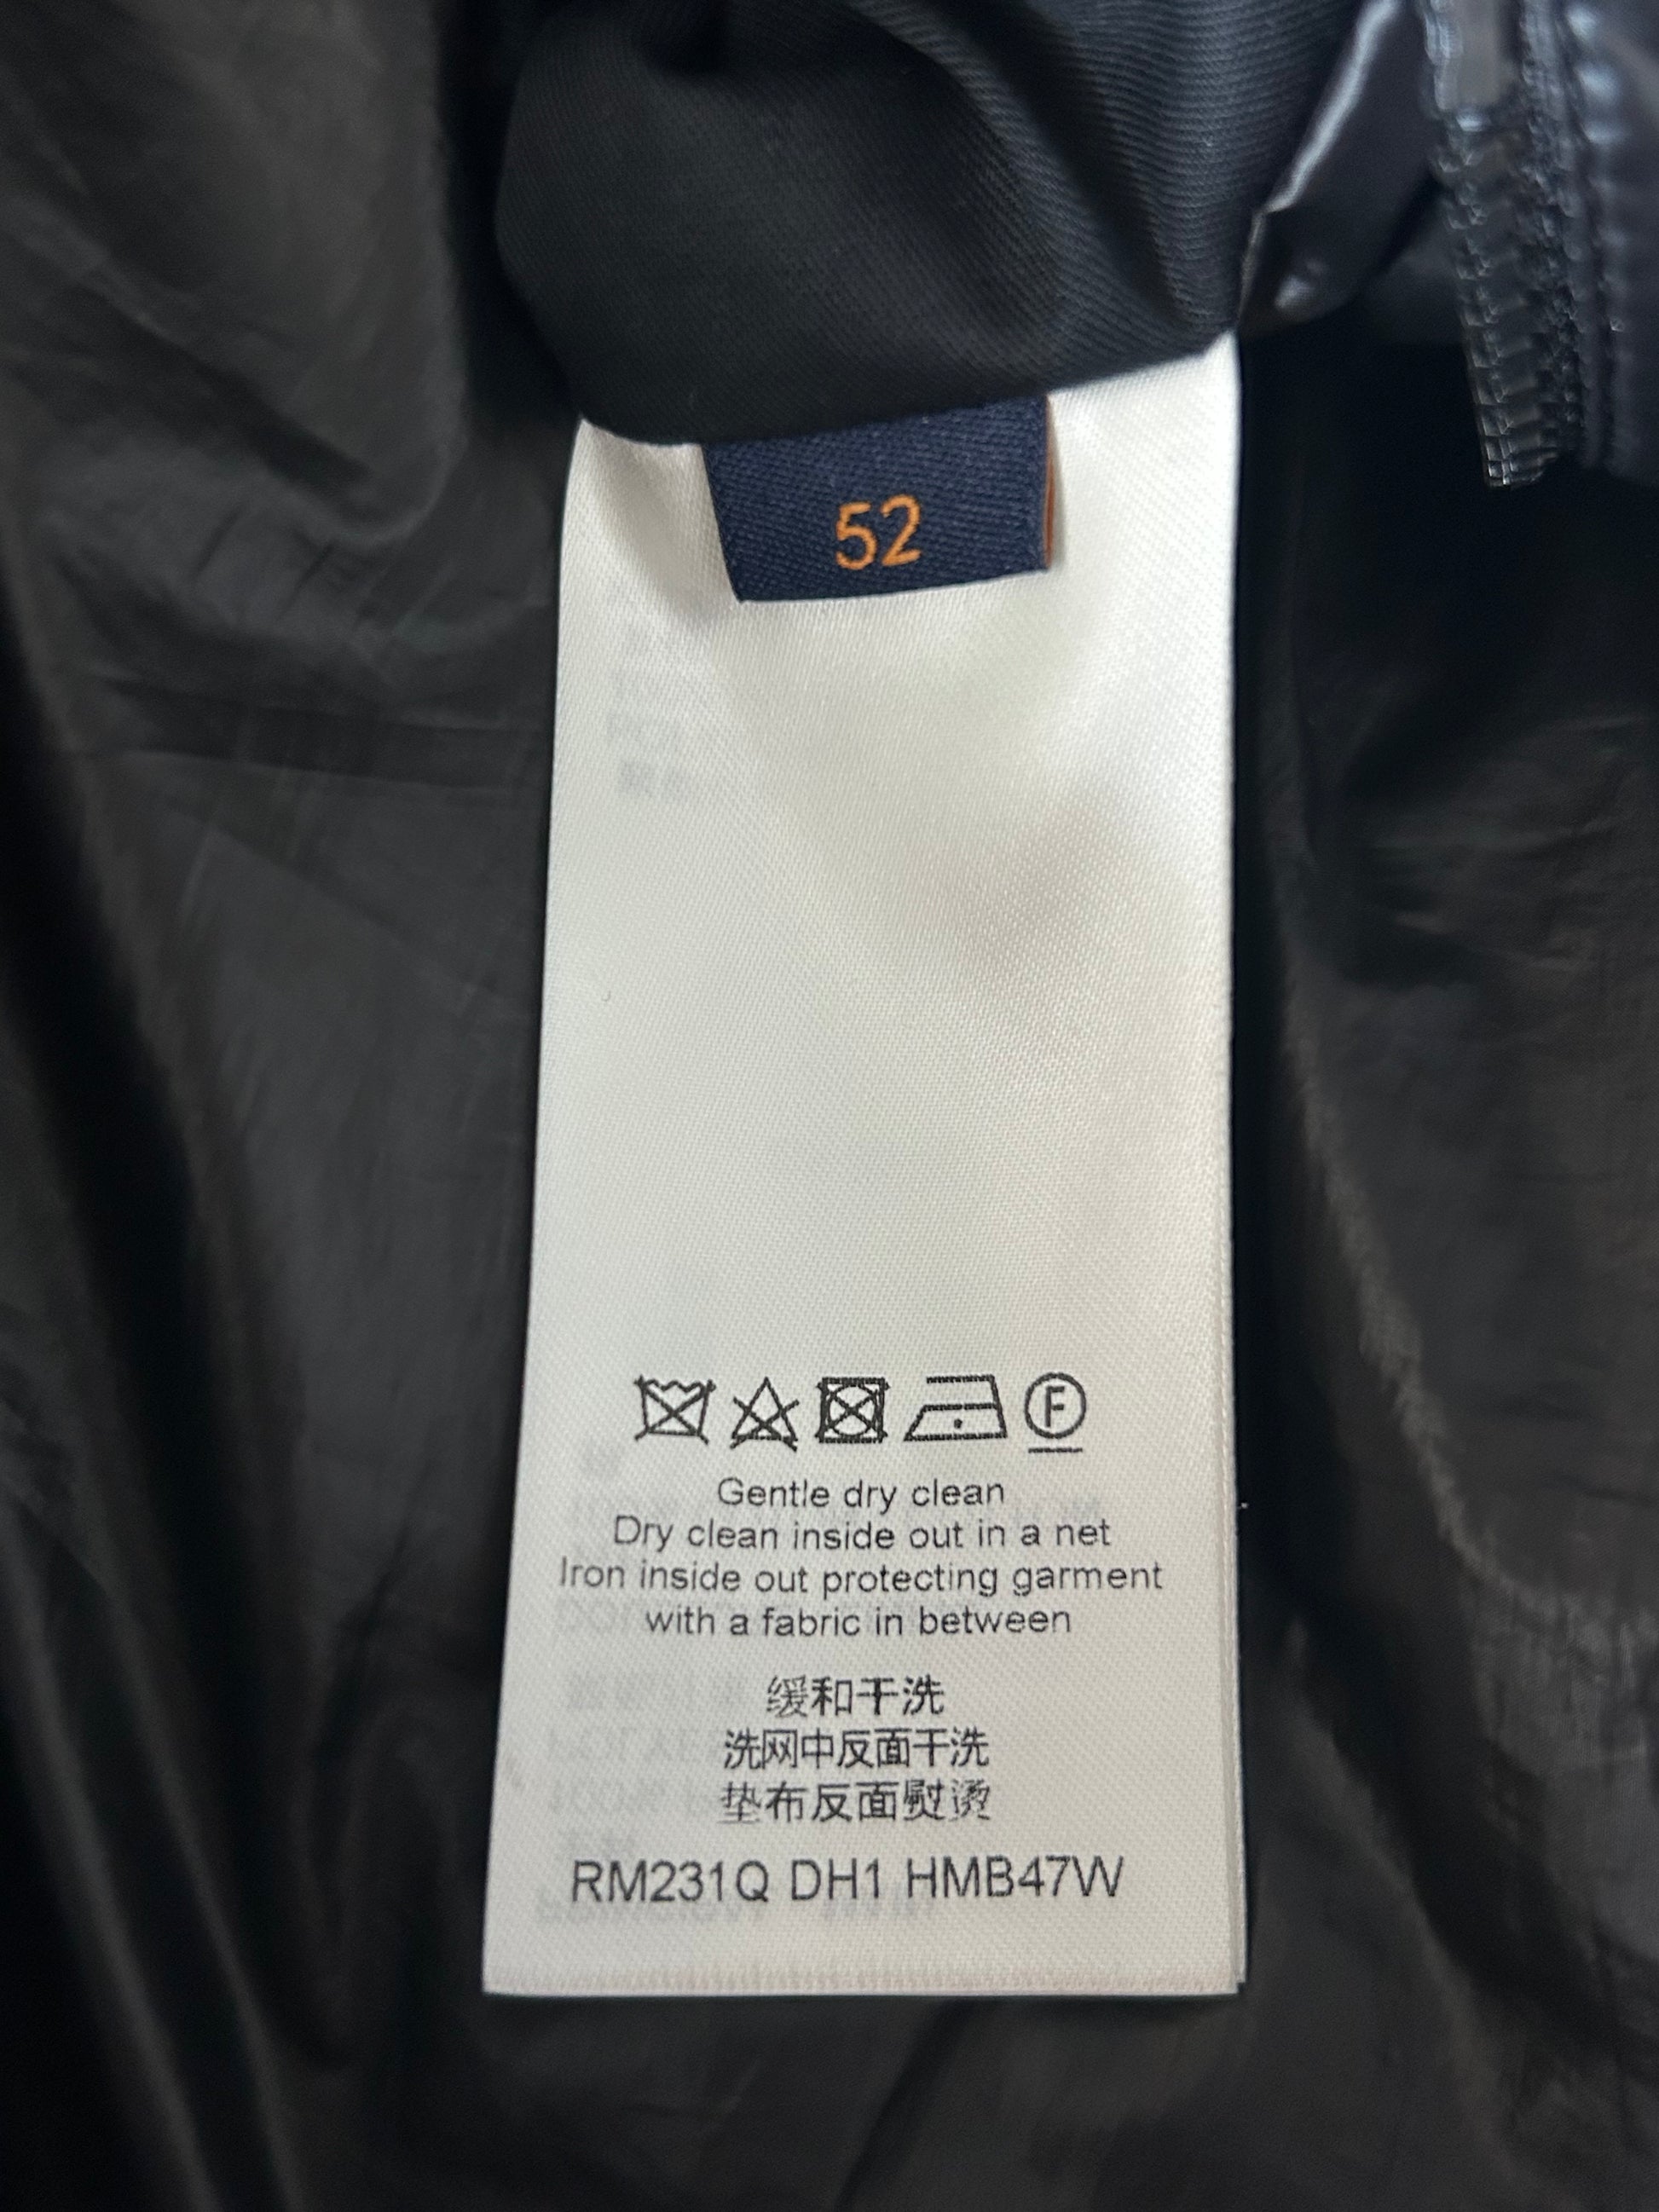 52
F
Gentle dry clean
Dry clean inside out in a net
Iron inside out protecting garment
with a fabric in between
缓和干洗
洗网中反面干洗
垫布反面熨烫
RM231Q DH1 HMB47W